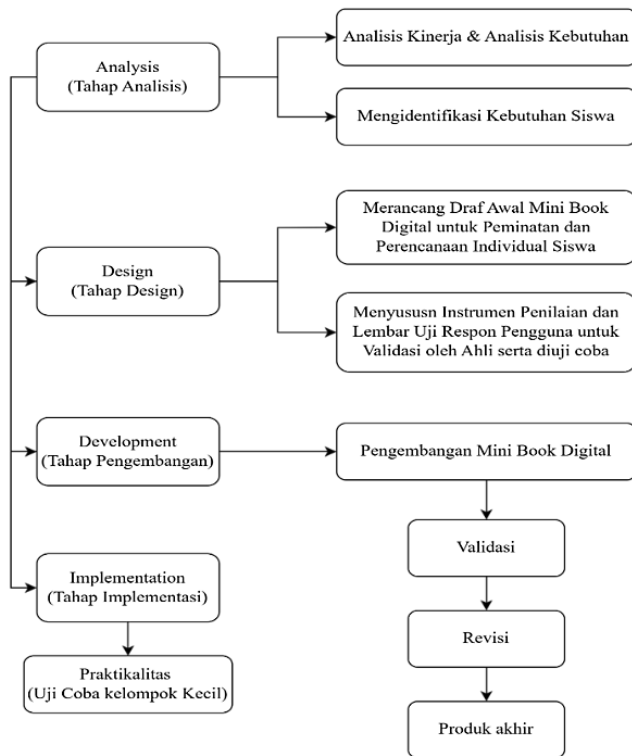 Analysis
(Tahap Analisis)
Analisis Kinerja & Analisis Kebutuhan
Mengidentifikasi Kebutuhan Siswa
Design
(Tahap Design)
Merancang Draf Awal Mini Book
Digital untuk Peminatan dan
Perencanaan Individual Siswa
Menyususn Instrumen Penilaian dan
Lembar Uji Respon Pengguna untuk
Validasi oleh Ahli serta diuji coba
Development
(Tahap Pengembangan)
Pengembangan Mini Book Digital
Validasi
Revisi
Produk akhir
Implementation
(Tahap Implementasi)
Praktikalitas
(Uji Coba kelompok Kecil)